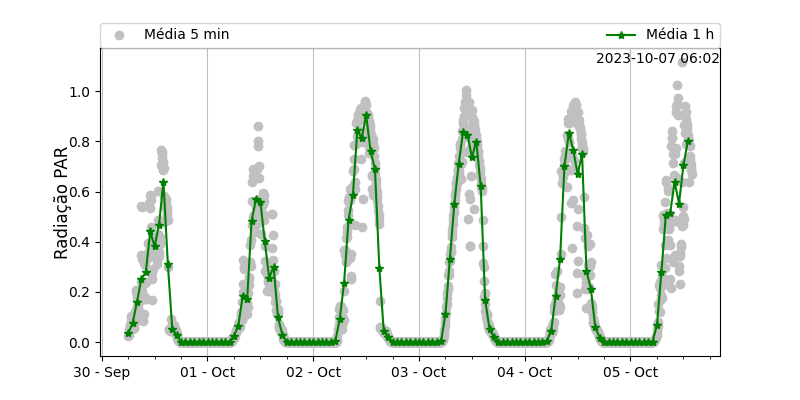 Média 5 min
Média 1 h
2023-10-07 06:02
Radiação PAR
1.0
0.8
0.6
0.4
0.2
0.0
30 - Sep
01 - Oct
02 - Oct
03 - Oct
04 - Oct
05 - Oct